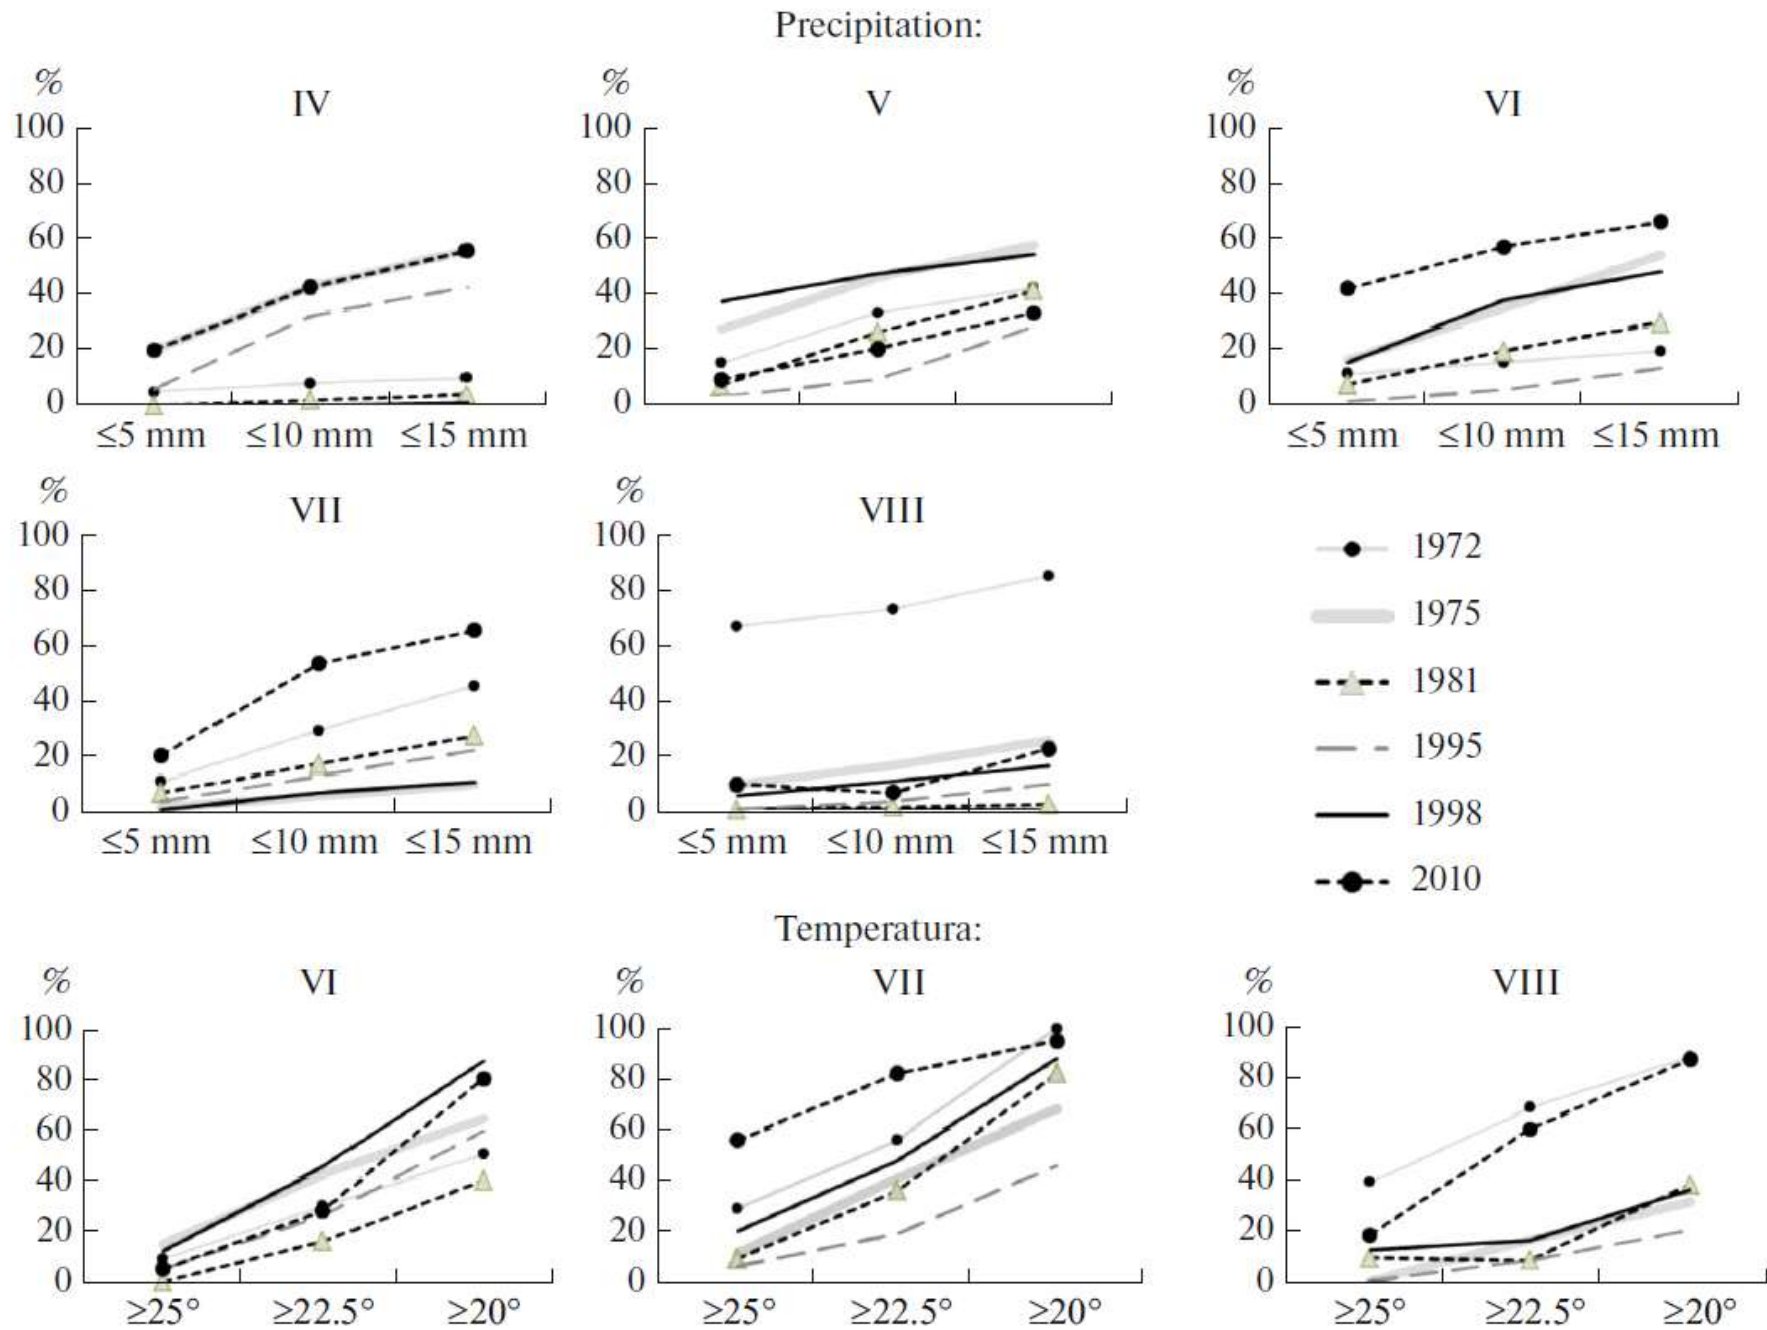 Precipitation:
% % %
IV V VI
100 100 100
80 80 80
60 60 60
40 40 40
20 20 20
0 0 0
≤5 mm ≤10 mm ≤15 mm ≤5 mm ≤10 mm ≤15 mm
% %
VII VIII
100 100
80 80
60 60
40 40
20 20
0 0
≤5 mm ≤10 mm ≤15 mm ≤5 mm ≤10 mm ≤15 mm
1972
1975
1981
1995
1998
2010
Temperatura:
% % %
VI VII VIII
100 100 100
80 80 80
60 60 60
40 40 40
20 20 20
0 0 0
≥25° ≥22.5° ≥20° ≥25° ≥22.5° ≥20° ≥25° ≥22.5° ≥20°